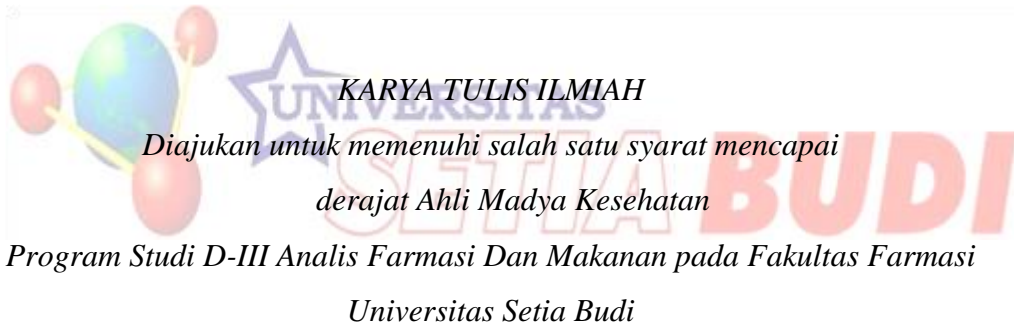 KARYA TULIS ILMIAH
UNIVERSITAS
Diajukan untuk memenuhi salah satu syarat mencapai
SETIA BUDI
derajat Ahli Madya Kesehatan
Program Studi D-III Analis Farmasi Dan Makanan pada Fakultas Farmasi
Universitas Setia Budi